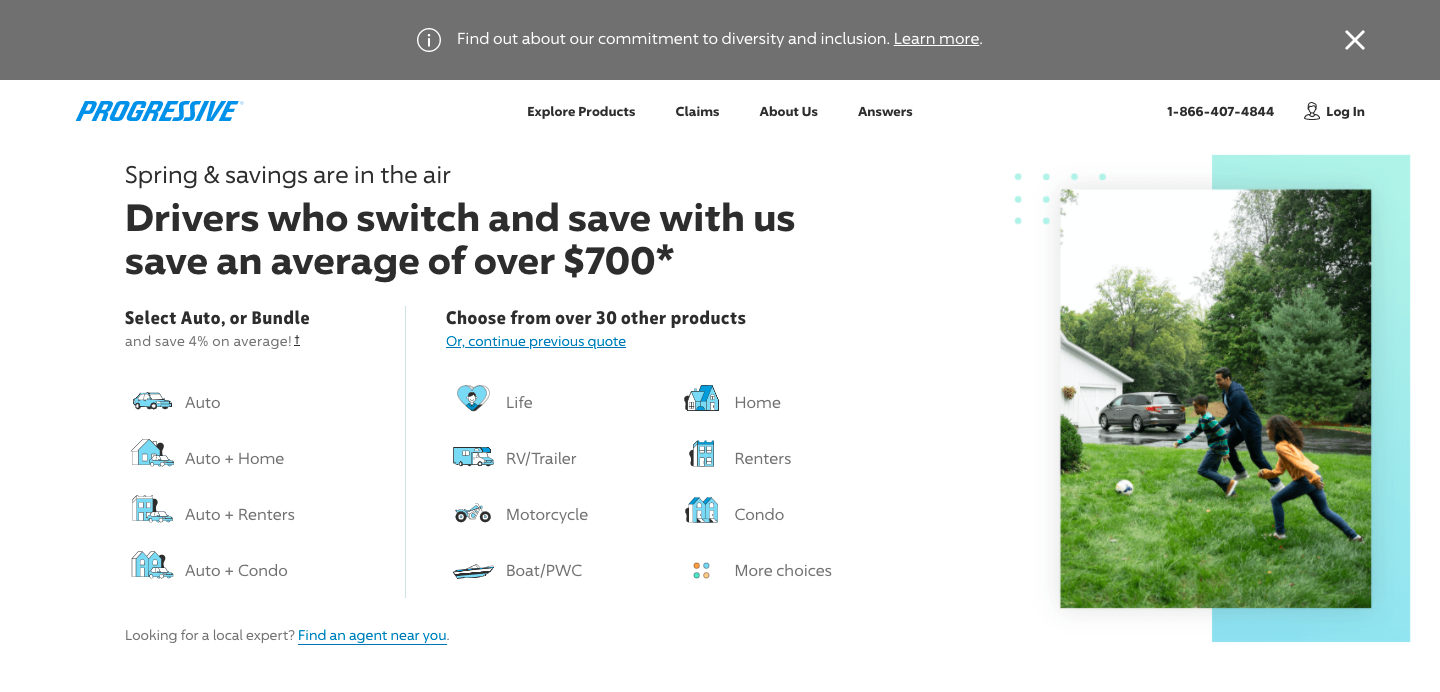 Find out about our commitment to diversity and inclusion. Learn more.
PROGRESSIVE®
Explore Products
Claims
About Us
Answers
1-866-407-4844
Log In
Spring & savings are in the air
Drivers who switch and save with us
save an average of over $700*
Select Auto, or Bundle
and save 4% on average!†
Auto
Auto + Home
Auto + Renters
Auto + Condo
Choose from over 30 other products
Or, continue previous quote
Life
Home
RV/Trailer
Renters
Motorcycle
Condo
Boat/PWC
More choices
Looking for a local expert? Find an agent near you.